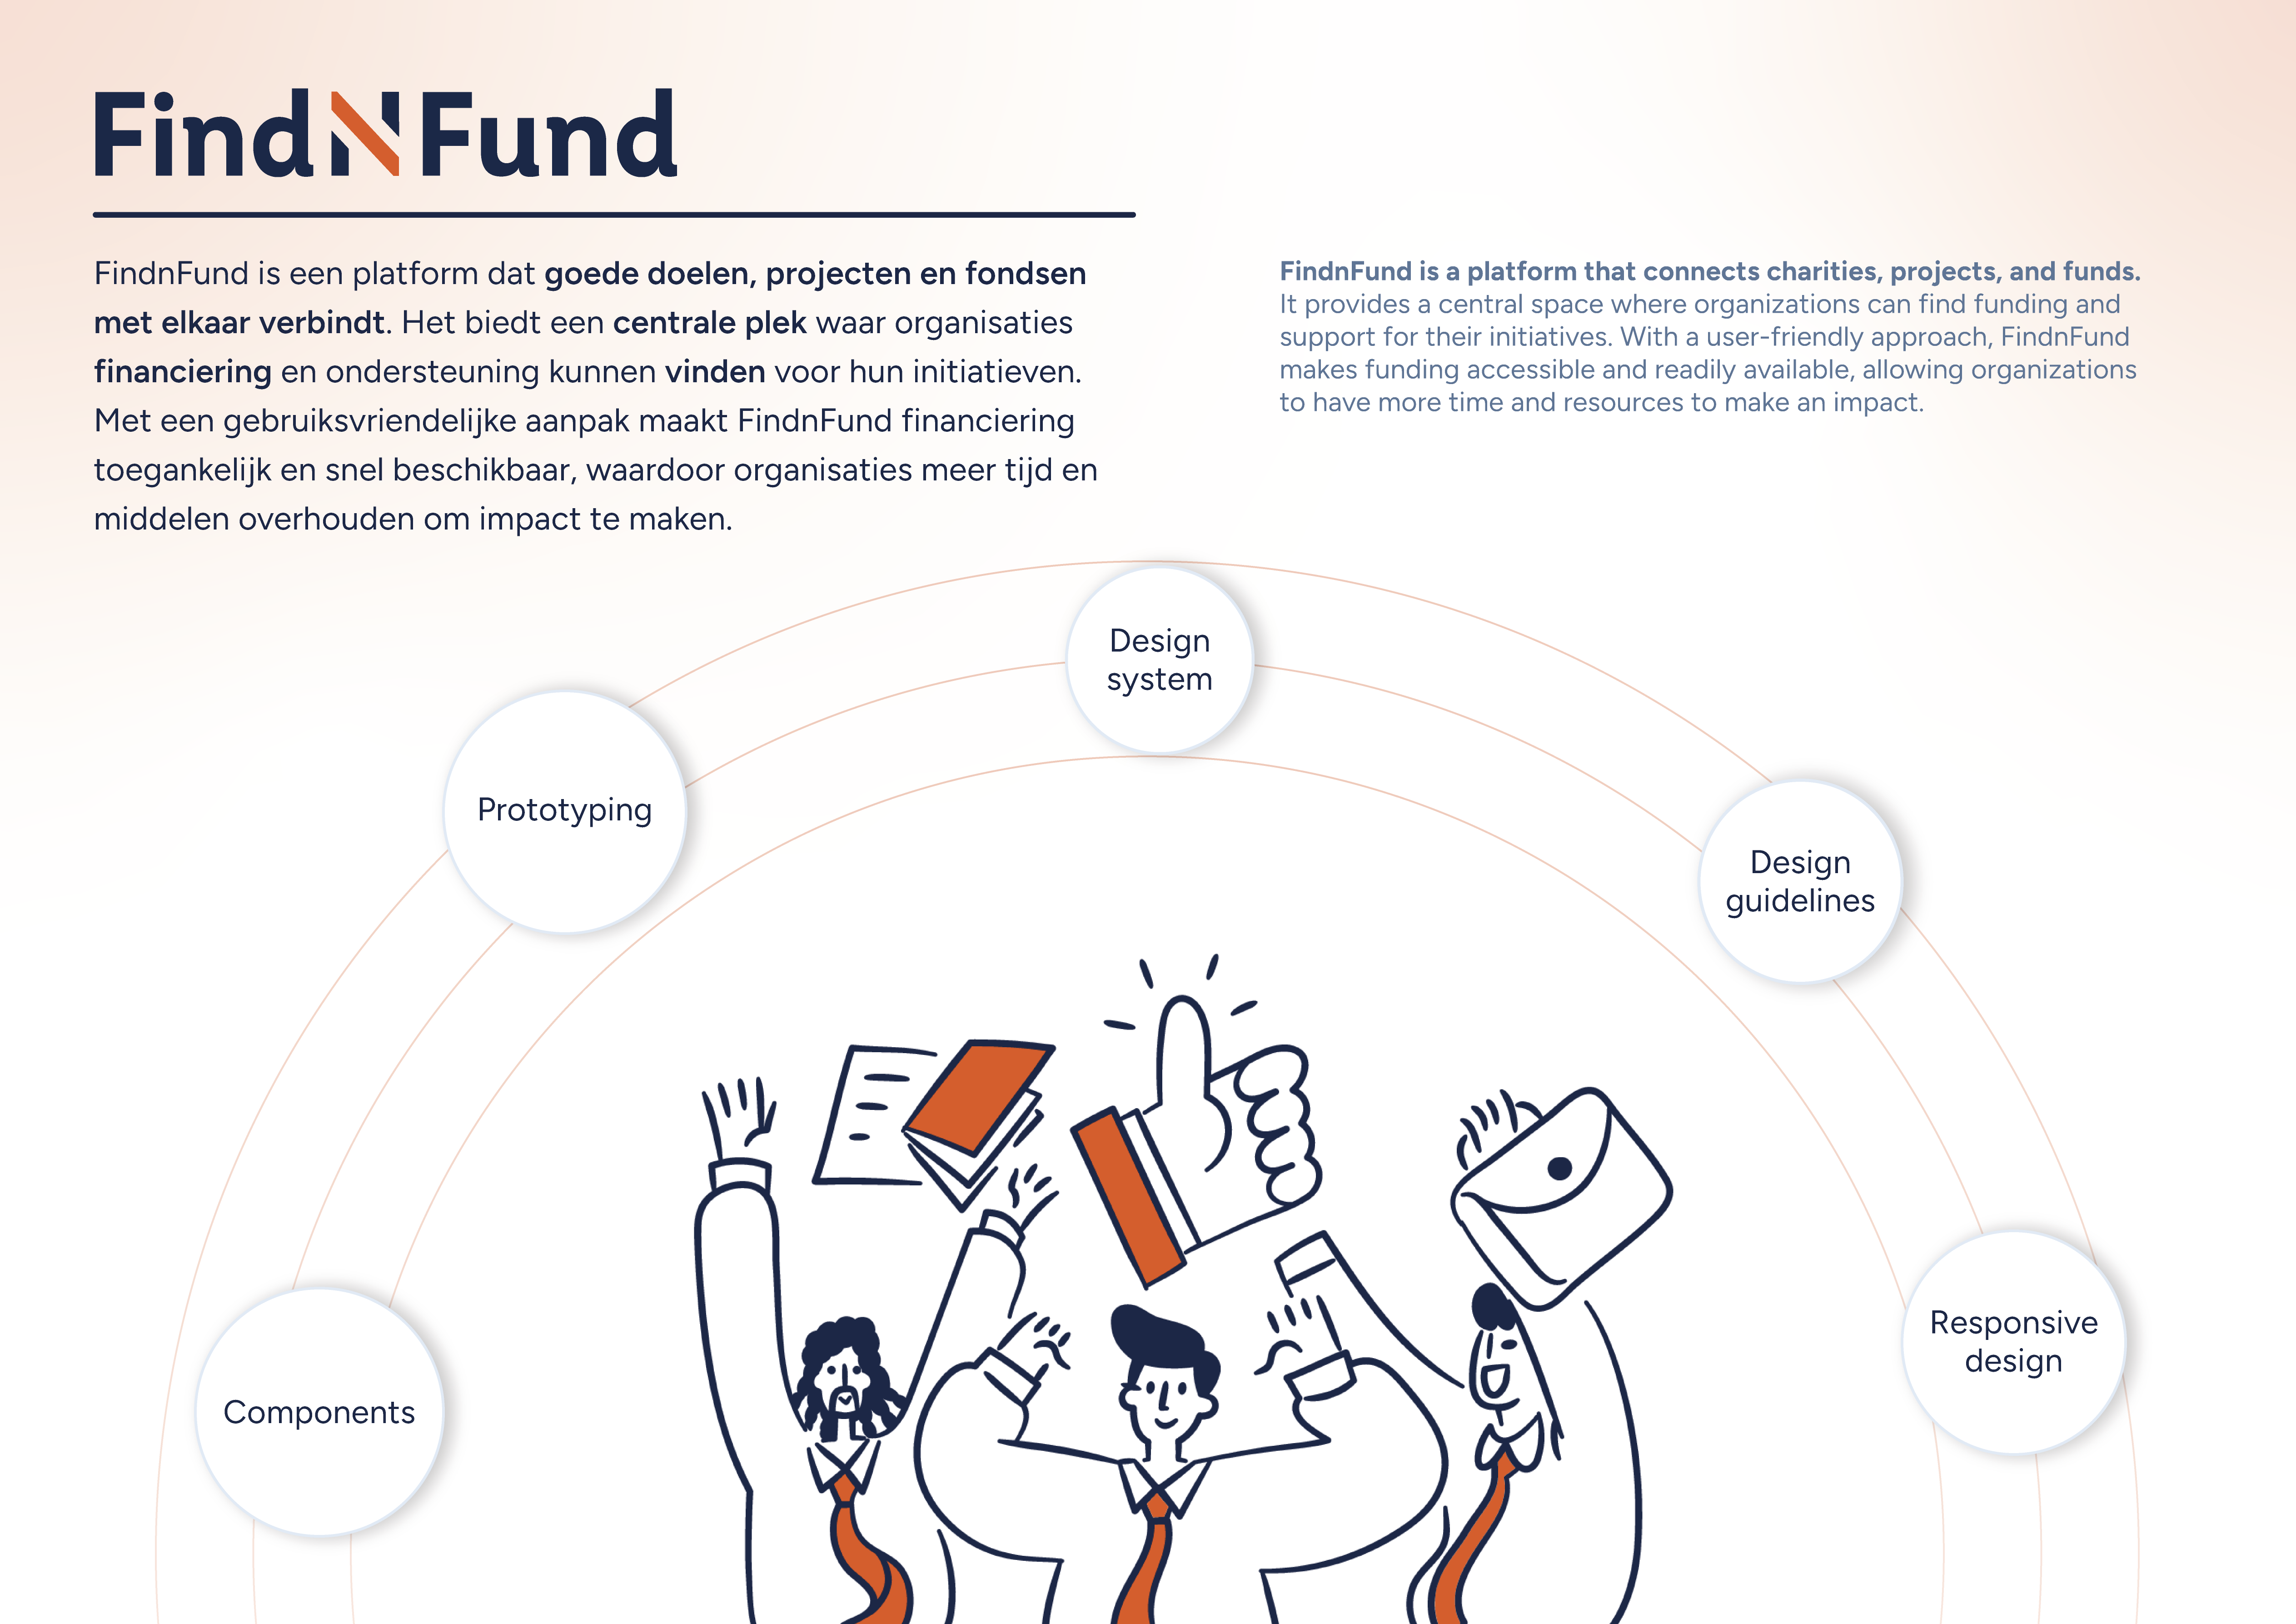 FindNFund
FindnFund is een platform dat goede doelen, projecten en fondsen
met elkaar verbindt. Het biedt een centrale plek waar organisaties
financiering en ondersteuning kunnen vinden voor hun initiatieven.
Met een gebruiksvriendelijke aanpak maakt FindnFund financiering
toegankelijk en snel beschikbaar, waardoor organisaties meer tijd en
middelen overhouden om impact te maken.
FindnFund is a platform that connects charities, projects, and funds.
It provides a central space where organizations can find funding and
support for their initiatives. With a user-friendly approach, FindnFund
makes funding accessible and readily available, allowing organizations
to have more time and resources to make an impact.
Design
system
Prototyping
Design
guidelines
Responsive
design
Components